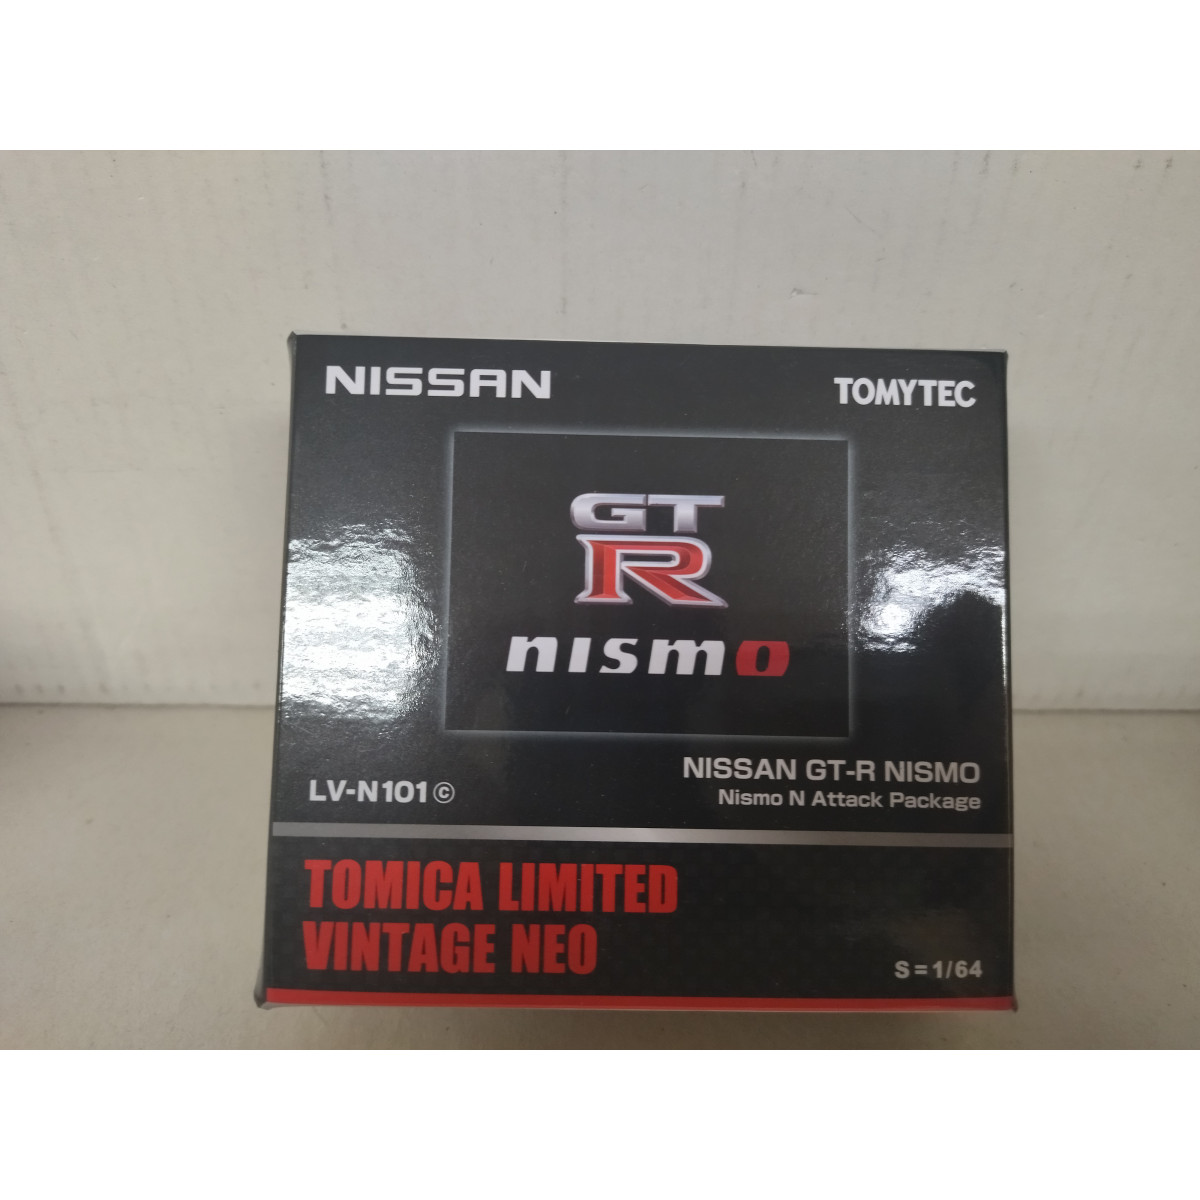 NISSAN
TOMYTEC
GT
R
nismo
NISSAN GT-R NISMO
LV-N101 ©
Nismo N Attack Package
TOMICA LIMITED
VINTAGE NEO
S=1/64